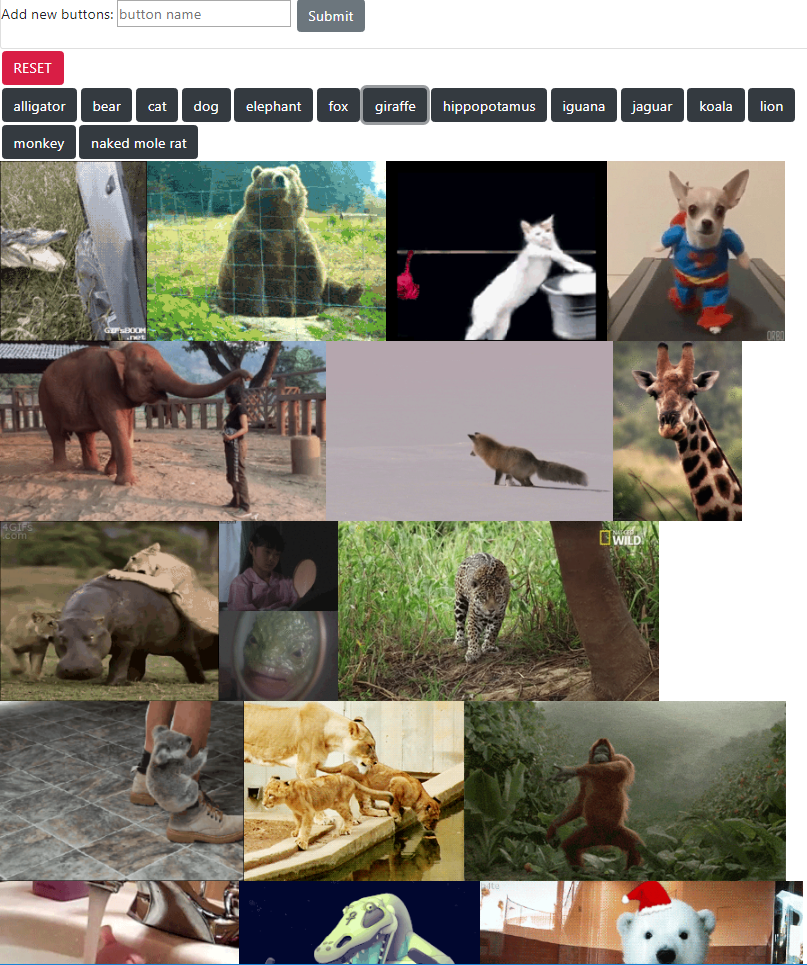 Add new buttons: button name Submit
RESET
alligator bear cat dog elephant fox giraffe hippopotamus iguana jaguar koala lion
monkey naked mole rat
GIFSBOOM
.net
ORBO
4GIFs
.com
WILD